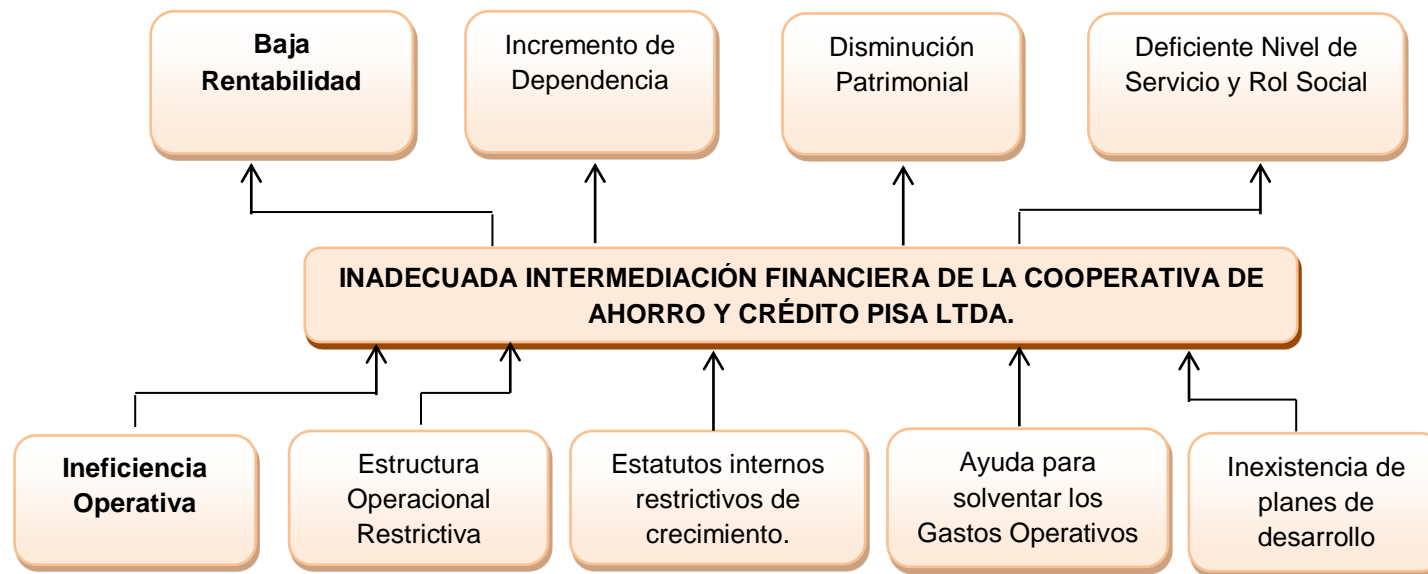 Baja
Rentabilidad
Incremento de
Dependencia
Disminución
Patrimonial
Deficiente Nivel de
Servicio y Rol Social
INADECUADA INTERMEDIACIÓN FINANCIERA DE LA COOPERATIVA DE
AHORRO Y CRÉDITO PISA LTDA.
Ineficiencia
Operativa
Estructura
Operacional
Restrictiva
Estatutos internos
restrictivos de
crecimiento.
Ayuda para
solventar los
Gastos Operativos
Inexistencia de
planes de
desarrollo